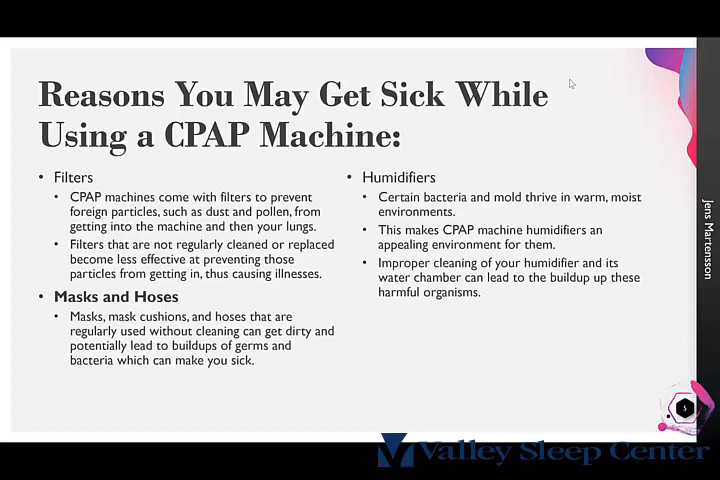 Reasons You May Get Sick While
Using a CPAP Machine:
• Filters
• CPAP machines come with filters to prevent
foreign particles, such as dust and pollen, from
getting into the machine and then your lungs.
• Filters that are not regularly cleaned or replaced
become less effective at preventing those
particles from getting in, thus causing illnesses.
• Masks and Hoses
• Masks, mask cushions, and hoses that are
regularly used without cleaning can get dirty and
potentially lead to buildups of germs and
bacteria which can make you sick.
• Humidifiers
• Certain bacteria and mold thrive in warm, moist
environments.
• This makes CPAP machine humidifiers an
appealing environment for them.
• Improper cleaning of your humidifier and its
water chamber can lead to the buildup up these
harmful organisms.
Jens Martensson
5
Valley Sleep Center